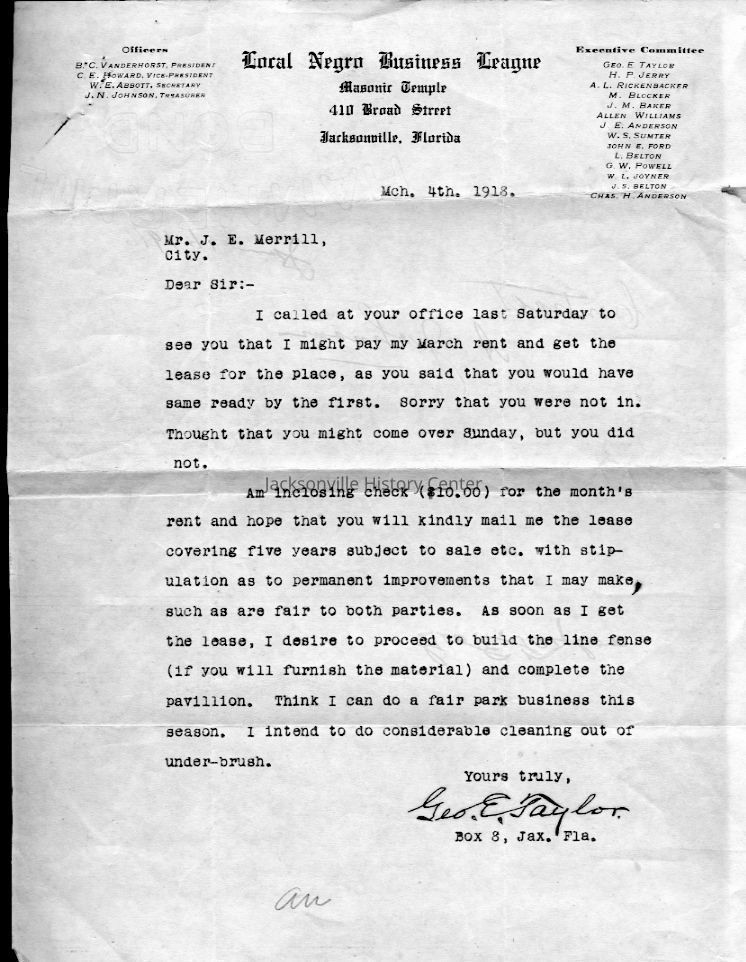 Officers
B. C. VANDERHORST, PRESIDENT
C. E. HOWARD, VICE-PRESIDENT
W. E. ABBOTT, SECRETARY
J. N. JOHNSON, TREASURER
Local Negro Business League
Masonic Temple
410 Broad Street
Jacksonville, Florida
Executive Committee
GEO. E TAYLOR
H. P. JERRY
A. L. RICKENBACKER
M. BLOCKER
J. M. BAKER
ALLEN WILLIAMS
J. E. ANDERSON
W. S. SUMTER
JOHN E. FORD
L. BELTON
G. W. POWELL
W. L. JOYNER
J. S. BELTON
CHAS. H. ANDERSON
Mch. 4th. 1918.
Mr. J. E. Merrill,
City.
Dear Sir:-
I called at your office last Saturday to
see you that I might pay my March rent and get the
lease for the place, as you said that you would have
same ready by the first. Sorry that you were not in.
Thought that you might come over Sunday, but you did
not.
Jacksonville History Center
Am inclosing check ($10.00) for the month's
rent and hope that you will kindly mail me the lease
covering five years subject to sale etc. with stip-
ulation as to permanent improvements that I may make,
such as are fair to both parties. As soon as I get
the lease, I desire to proceed to build the line fense
(if you will furnish the material) and complete the
pavillion. Think I can do a fair park business this
season. I intend to do considerable cleaning out of
under-brush.
Yours truly,
Geo. E. Taylor.
Box 8, Jax. Fla.